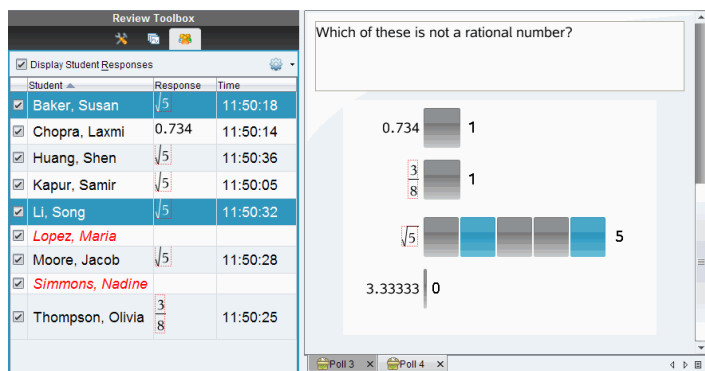 Review Toolbox
Display Student Responses
Student Response Time
Baker, Susan √5 11:50:18
Chopra, Laxmi 0.734 11:50:14
Huang, Shen √5 11:50:36
Kapur, Samir √5 11:50:05
Li, Song √5 11:50:32
Lopez, Maria
Moore, Jacob √5 11:50:28
Simmons, Nadine
Thompson, Olivia 3/8 11:50:25
Which of these is not a rational number?
0.734 1
3/8 1
√5 5
3.33333 0
Poll 3 × Poll 4 ×